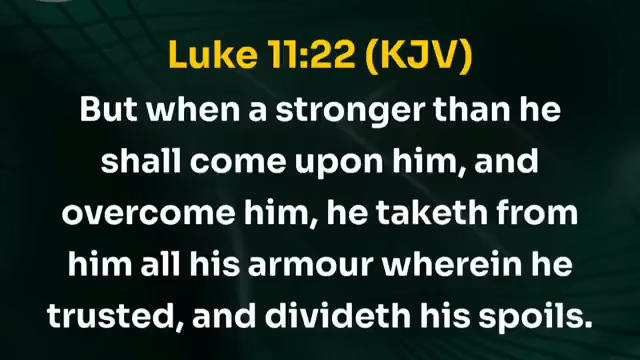 Luke 11:22 (KJV)
But when a stronger than he
shall come upon him, and
overcome him, he taketh from
him all his armour wherein he
trusted, and divideth his spoils.